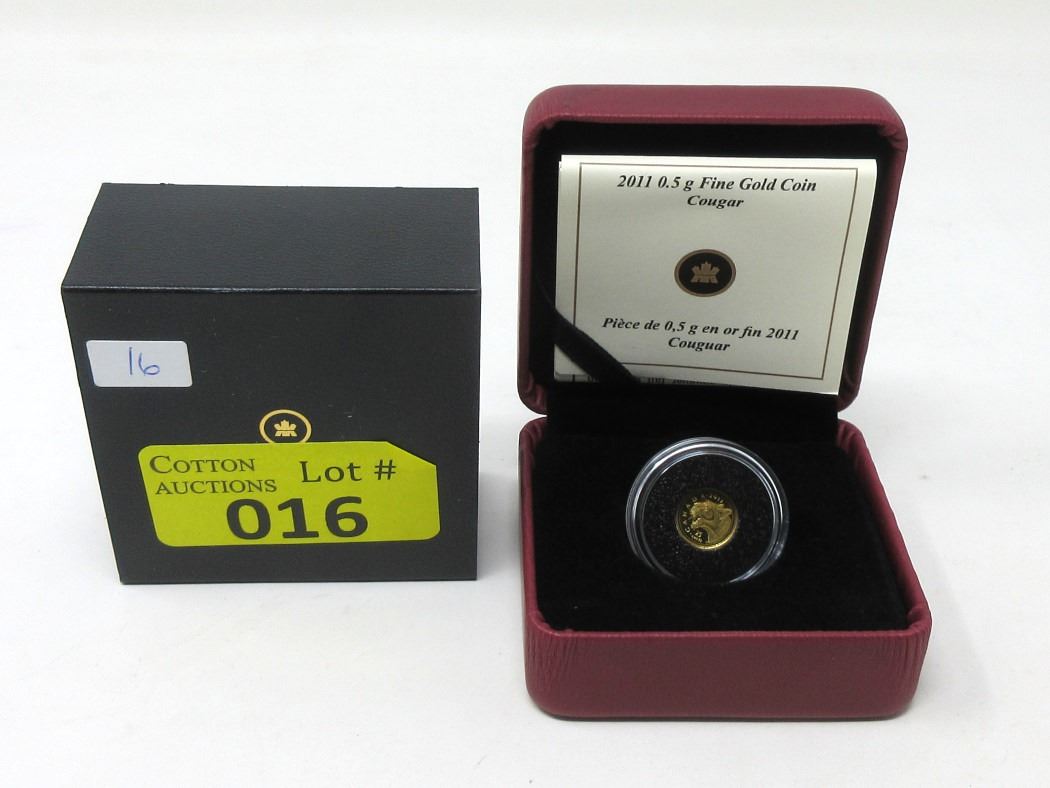 16
COTTON AUCTIONS
Lot #
016
2011 0.5 g Fine Gold Coin
Cougar
Pièce de 0,5 g en or fin 2011
Couguar